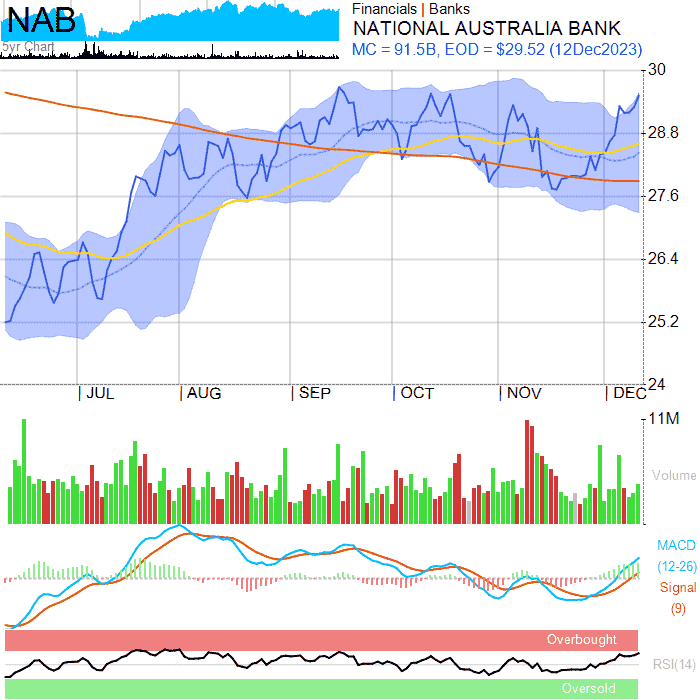 NAB
5yr Chart
Financials | Banks
NATIONAL AUSTRALIA BANK
MC = 91.5B, EOD = $29.52 (12Dec2023)
30
28.8
27.6
26.4
25.2
24
JUL
AUG
SEP
OCT
NOV
DEC
11M
Volume
MACD
(12-26)
Signal
(9)
Overbought
RSI(14)
Oversold